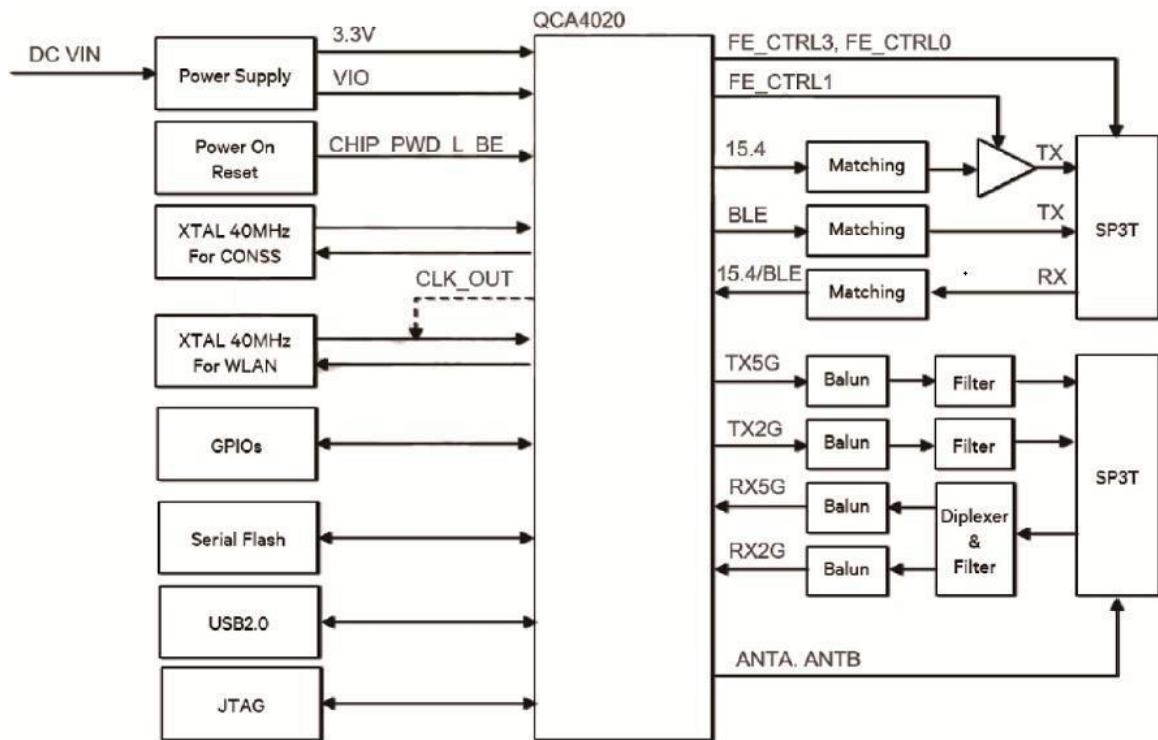 QCA4020
DC VIN
Power Supply
3.3V
VIO
Power On
Reset
CHIP_PWD_L_BE
XTAL 40MHz
For CONSS
CLK_OUT
XTAL 40MHz
For WLAN
GPIOs
Serial Flash
USB2.0
JTAG
FE_CTRL3, FE_CTRL0
FE_CTRL1
15.4
Matching
TX
BLE
Matching
TX
15.4/BLE
Matching
RX
SP3T
TX5G
Balun
Filter
TX2G
Balun
Filter
RX5G
Balun
RX2G
Balun
Diplexer
&
Filter
SP3T
ANTA. ANTB